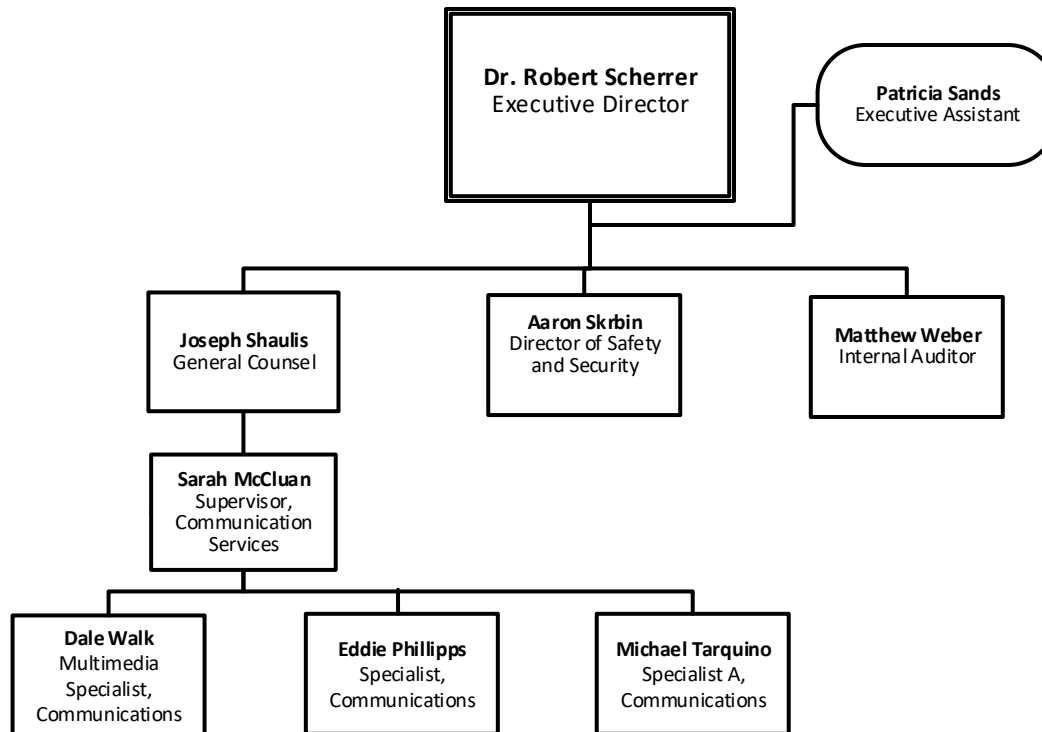 Dr. Robert Scherrer
Executive Director
Patricia Sands
Executive Assistant
Joseph Shaulis
General Counsel
Aaron Skrbin
Director of Safety
and Security
Matthew Weber
Internal Auditor
Sarah McCluan
Supervisor,
Communication
Services
Dale Walk
Multimedia
Specialist,
Communications
Eddie Phillipps
Specialist,
Communications
Michael Tarquino
Specialist A,
Communications